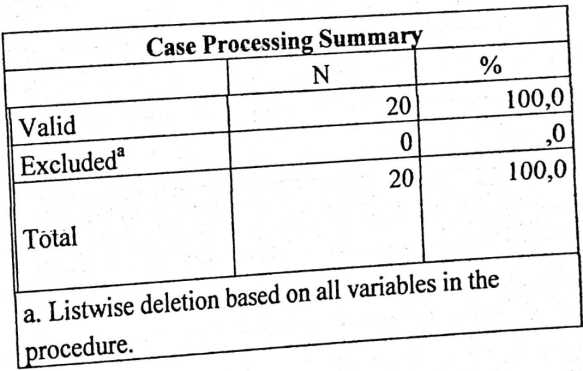 Case Processing Summary
N %
Valid 20 100,0
Excludedᵃ 0 ,0
Total 20 100,0
a. Listwise deletion based on all variables in the
procedure.